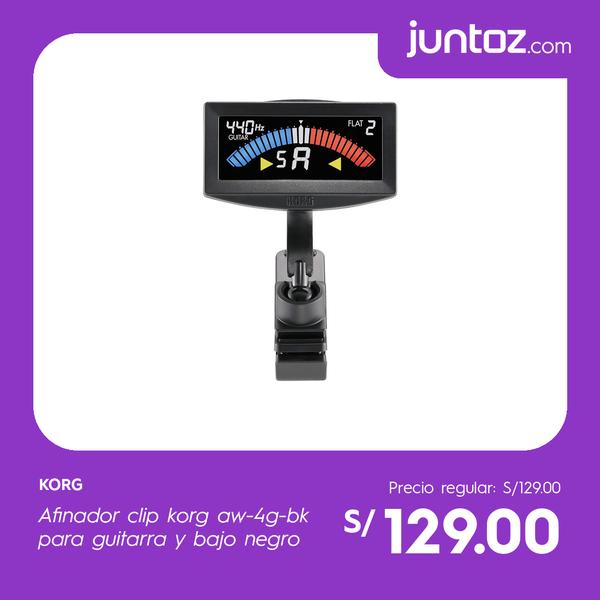 juntoz.com
440Hz
FLAT 2
GUITAR
5A
KORG
KORG
Precio regular: S/129.00
Afinador clip korg aw-4g-bk
para guitarra y bajo negro
S/ 129.00